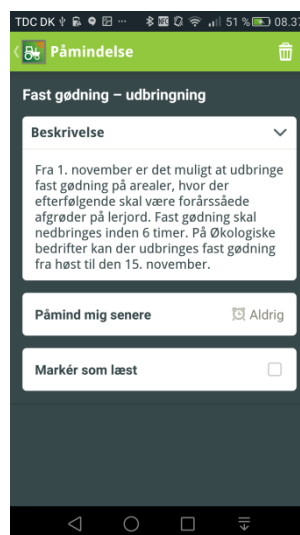 TDC DK 51 % 08.37
Påmindelse
Fast gødning – udbringning
Beskrivelse
Fra 1. november er det muligt at udbringe
fast gødning på arealer, hvor der
efterfølgende skal være forårssåede
afgrøder på lerjord. Fast gødning skal
nedbringes inden 6 timer. På Økologiske
bedrifter kan der udbringes fast gødning
fra høst til den 15. november.
Påmind mig senere Aldrig
Markér som læst